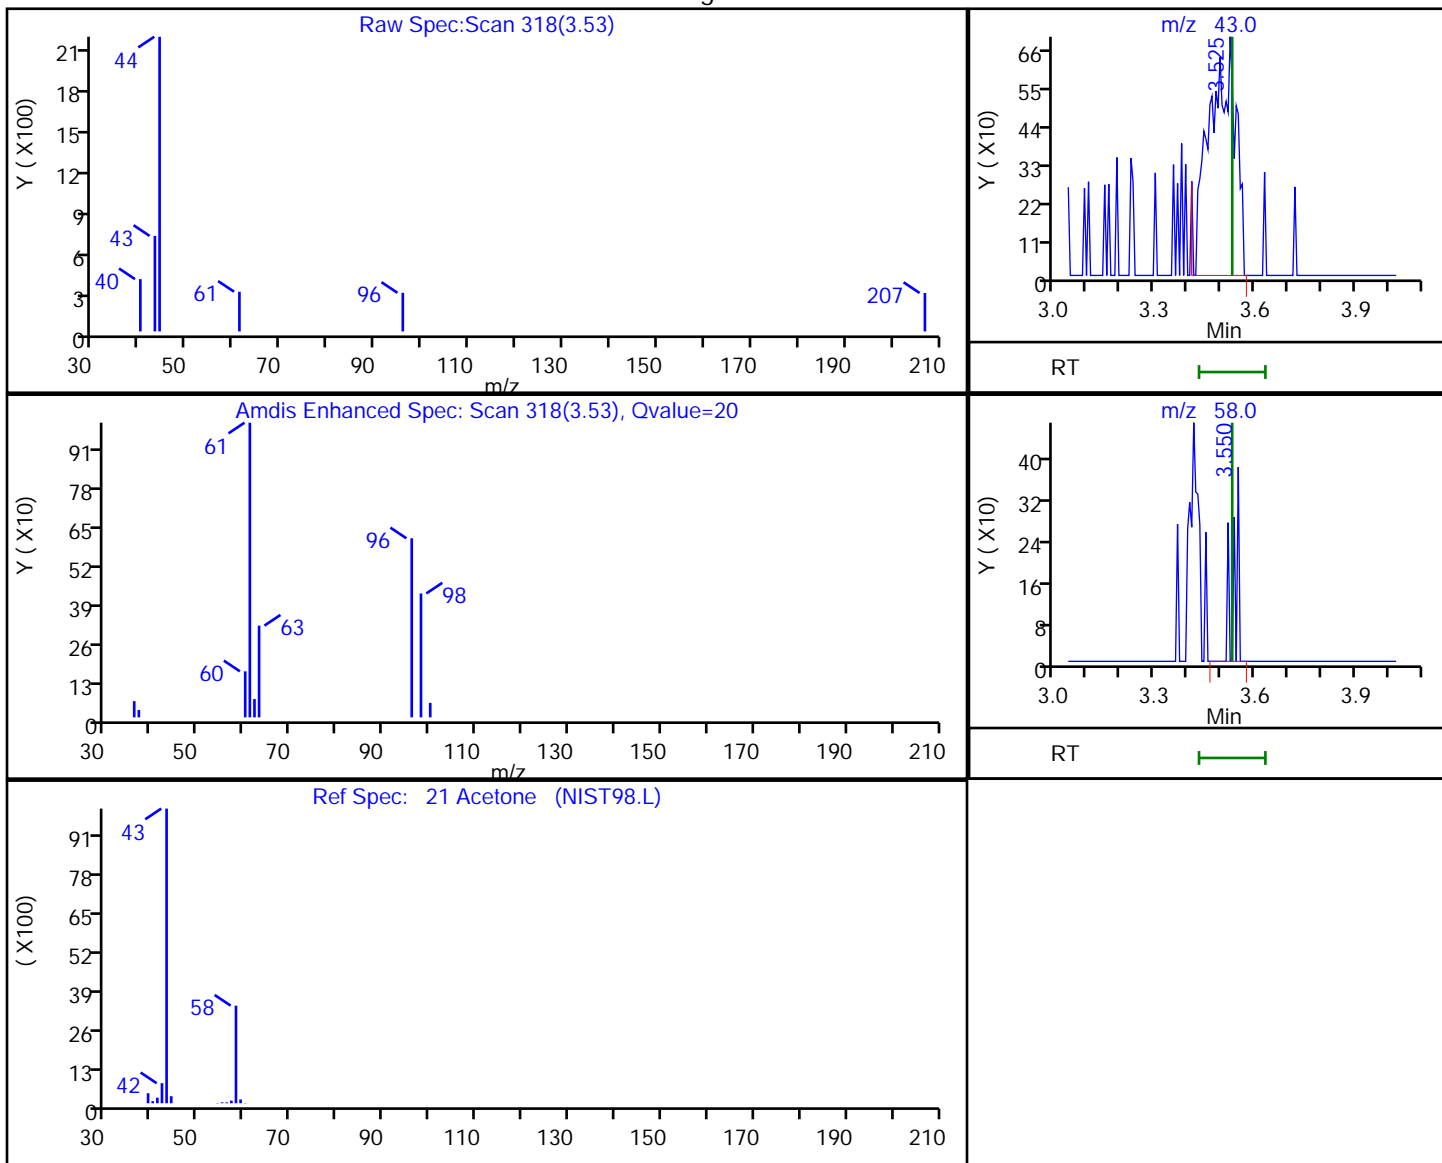 Raw Spec:Scan 318(3.53)
Y ( X100)
21
18
15
12
9
6
3
0
44
43
40
61
96
207
30 50 70 90 110 130 150 170 190 210
m/z
m/z 43.0
Y ( X10)
66
55
44
33
22
11
0
3.525
3.0 3.3 3.6 3.9
Min
RT
Amdis Enhanced Spec: Scan 318(3.53), Qvalue=20
Y ( X10)
91
78
65
52
39
26
13
0
61
96
98
63
60
30 50 70 90 110 130 150 170 190 210
m/z
m/z 58.0
Y ( X10)
40
32
24
16
8
0
3.550
3.0 3.3 3.6 3.9
Min
RT
Ref Spec: 21 Acetone (NIST98.L)
( X100)
91
78
65
52
39
26
13
0
43
58
42
30 50 70 90 110 130 150 170 190 210